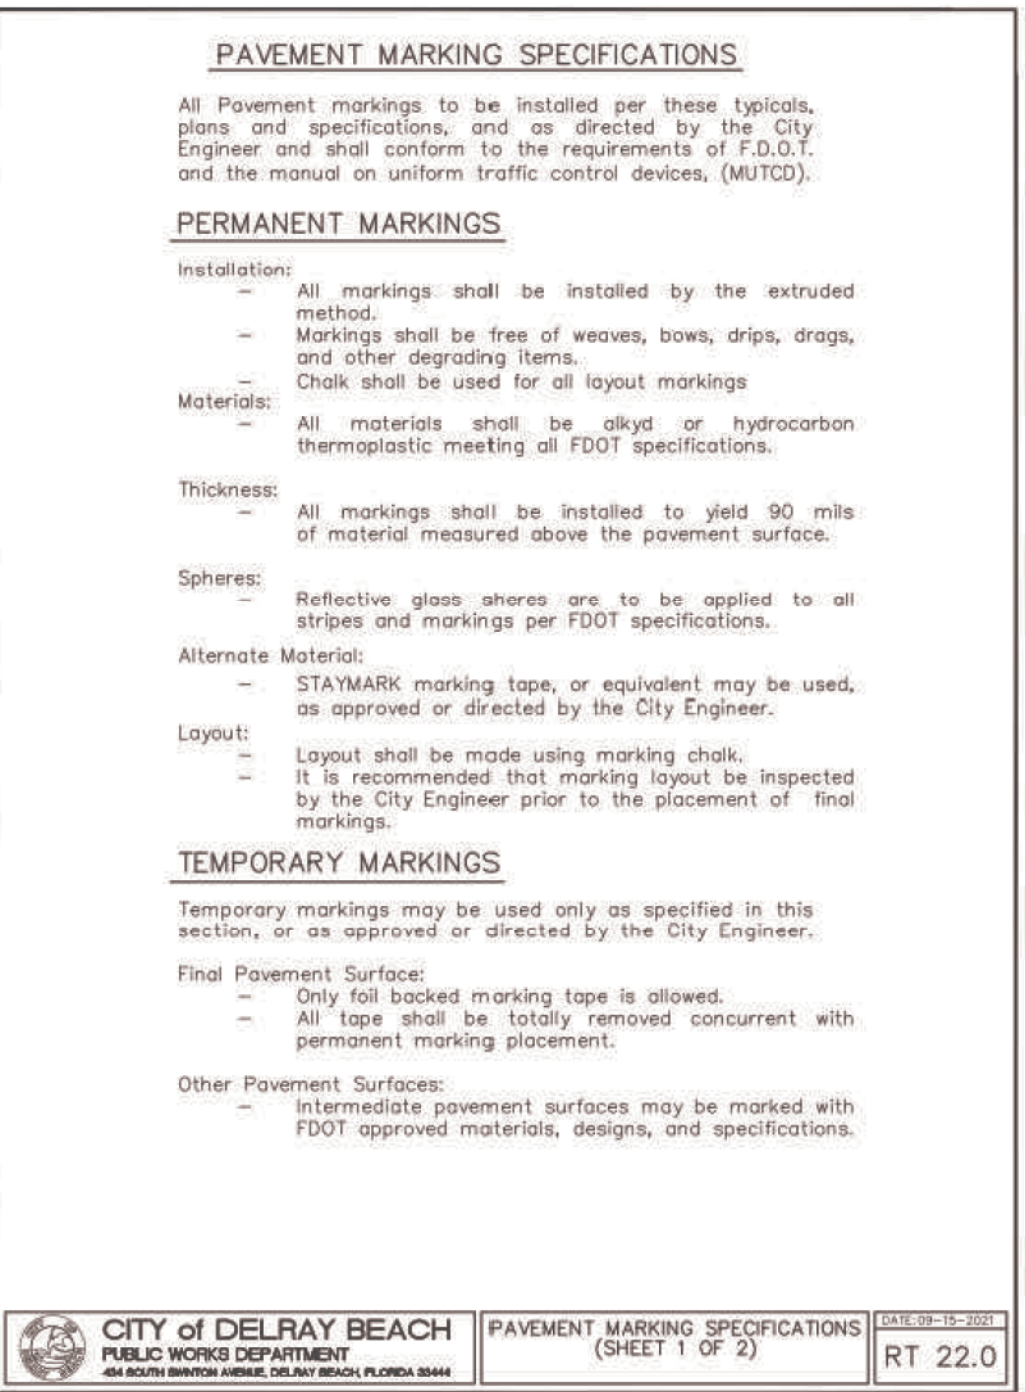 PAVEMENT MARKING SPECIFICATIONS
All Pavement markings to be installed per these typicals,
plans and specifications, and as directed by the City
Engineer and shall conform to the requirements of F.D.O.T.
and the manual on uniform traffic control devices, (MUTCD).
PERMANENT MARKINGS
Installation:
– All markings shall be installed by the extruded
method.
– Markings shall be free of weaves, bows, drips, drags,
and other degrading items.
– Chalk shall be used for all layout markings
Materials:
– All materials shall be alkyd or hydrocarbon
thermoplastic meeting all FDOT specifications.
Thickness:
– All markings shall be installed to yield 90 mils
of material measured above the pavement surface.
Spheres:
– Reflective glass sheres are to be applied to all
stripes and markings per FDOT specifications.
Alternate Material:
– STAYMARK marking tape, or equivalent may be used,
as approved or directed by the City Engineer.
Layout:
– Layout shall be made using marking chalk.
– It is recommended that marking layout be inspected
by the City Engineer prior to the placement of final
markings.
TEMPORARY MARKINGS
Temporary markings may be used only as specified in this
section, or as approved or directed by the City Engineer.
Final Pavement Surface:
– Only foil backed marking tape is allowed.
– All tape shall be totally removed concurrent with
permanent marking placement.
Other Pavement Surfaces:
– Intermediate pavement surfaces may be marked with
FDOT approved materials, designs, and specifications.
CITY of DELRAY BEACH
PUBLIC WORKS DEPARTMENT
434 SOUTH SWINTON AVENUE, DELRAY BEACH, FLORIDA 33444
PAVEMENT MARKING SPECIFICATIONS
(SHEET 1 OF 2)
DATE:09-15-2021
RT 22.0